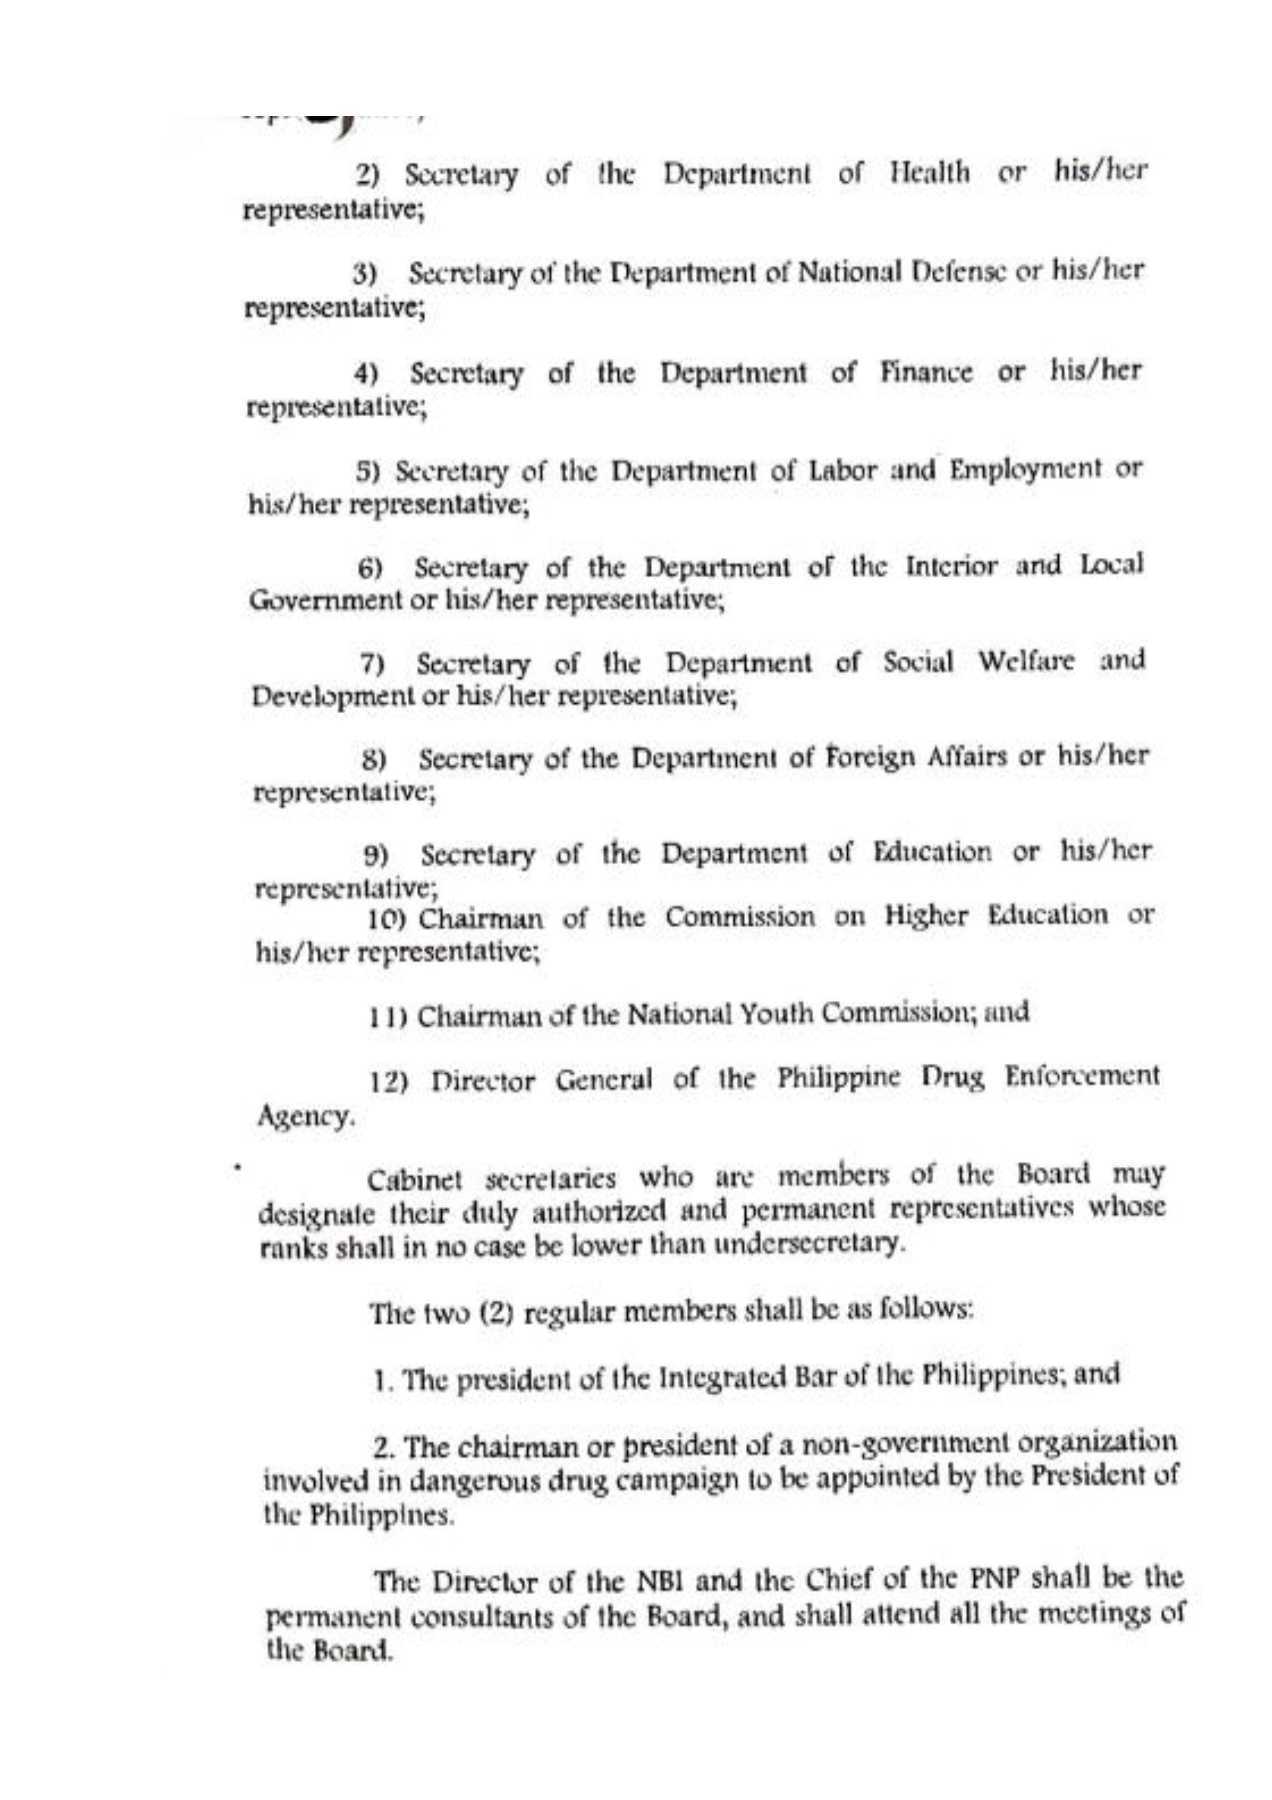 2) Secretary of the Department of Health or his/her
representative;
3) Secretary of the Department of National Defense or his/her
representative;
4) Secretary of the Department of Finance or his/her
representative;
5) Secretary of the Department of Labor and Employment or
his/her representative;
6) Secretary of the Department of the Interior and Local
Government or his/her representative;
7) Secretary of the Department of Social Welfare and
Development or his/her representative;
8) Secretary of the Department of Foreign Affairs or his/her
representative;
9) Secretary of the Department of Education or his/her
representative;
10) Chairman of the Commission on Higher Education or
his/her representative;
11) Chairman of the National Youth Commission; and
12) Director General of the Philippine Drug Enforcement
Agency.
Cabinet secretaries who are members of the Board may
designate their duly authorized and permanent representatives whose
ranks shall in no case be lower than undersecretary.
The two (2) regular members shall be as follows:
1. The president of the Integrated Bar of the Philippines; and
2. The chairman or president of a non-government organization
involved in dangerous drug campaign to be appointed by the President of
the Philippines.
The Director of the NBI and the Chief of the PNP shall be the
permanent consultants of the Board, and shall attend all the meetings of
the Board.